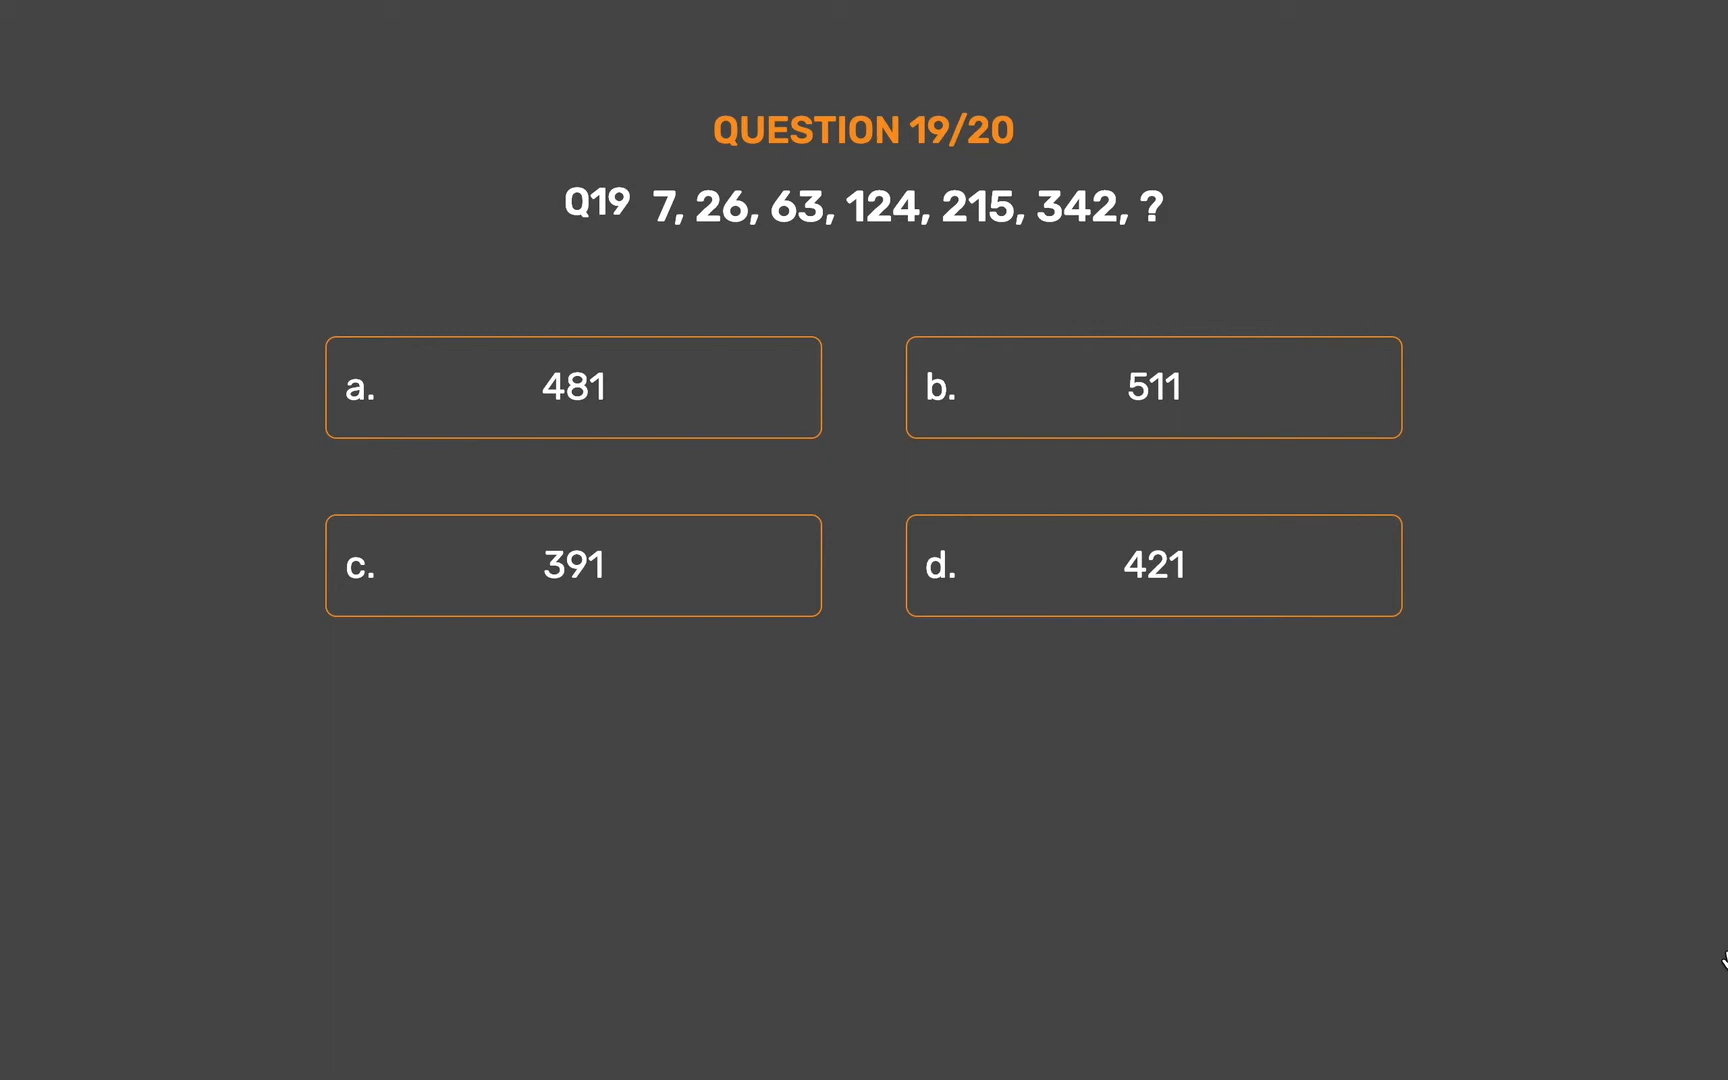 QUESTION 19/20
Q19 7, 26, 63, 124, 215, 342, ?
a. 481
b. 511
c. 391
d. 421